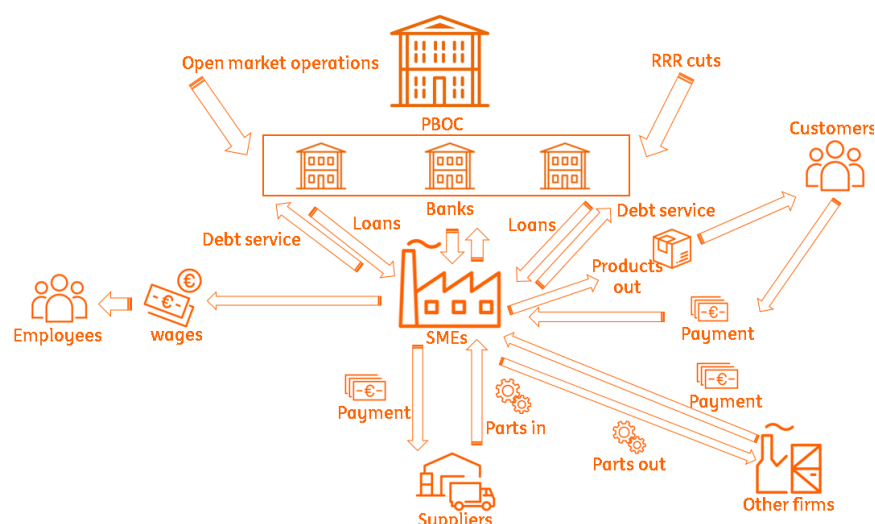 Open market operations
RRR cuts
PBOC
Customers
Banks
Loans
Loans
Debt service
Debt service
Products
out
€
-€-
Employees
wages
SMEs
-€-
Payment
-€-
Payment
-€-
Payment
Parts in
Parts out
Suppliers
Other firms